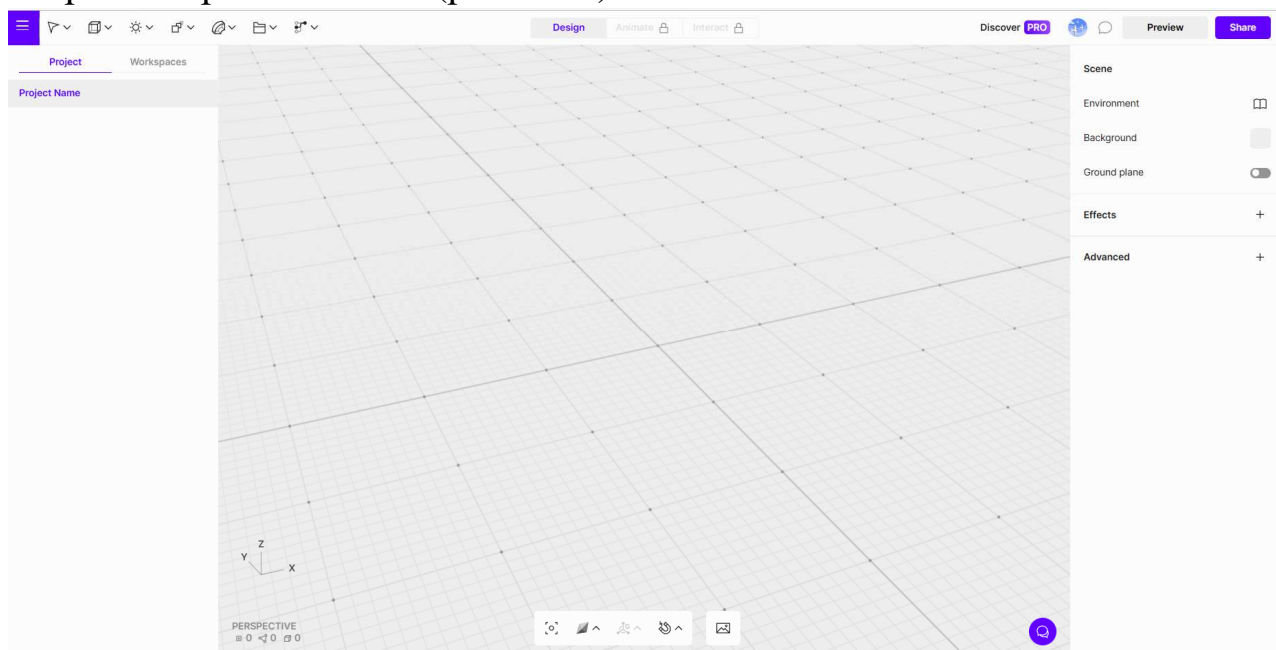 Design
Animate
Interact
Discover PRO
Preview
Share
Project
Workspaces
Project Name
Scene
Environment
Background
Ground plane
Effects
Advanced
Z
Y
X
PERSPECTIVE
0 0 0